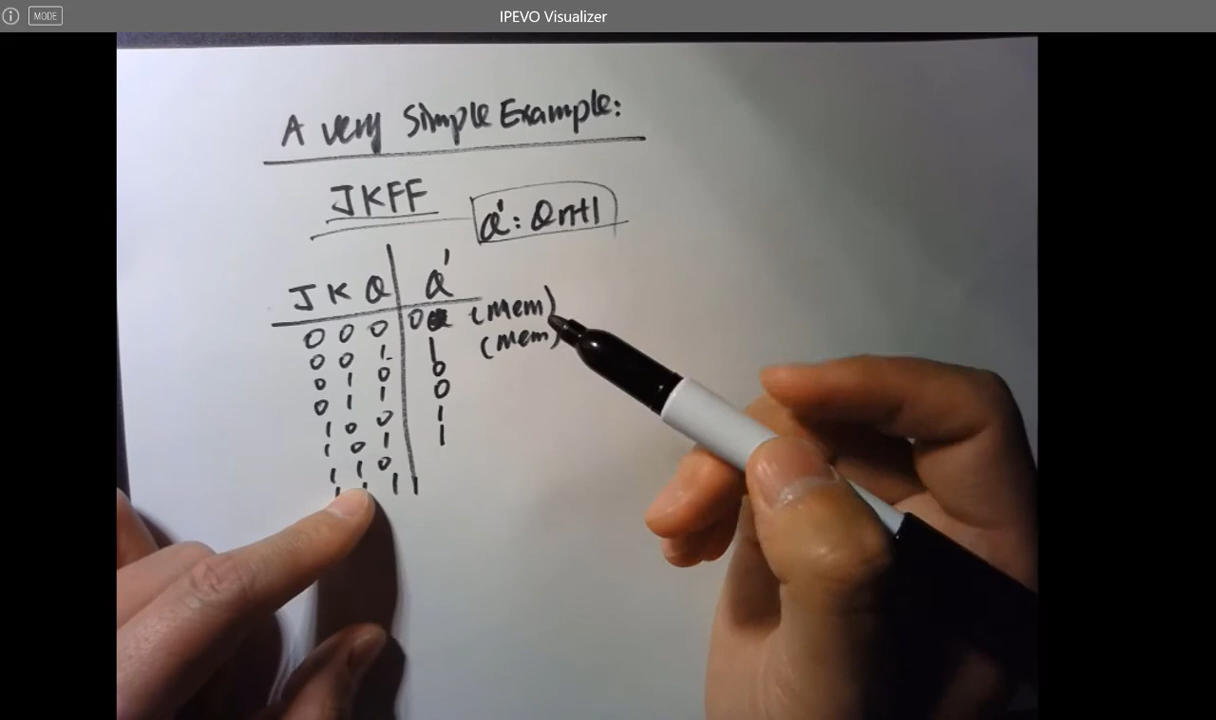 IPEVO Visualizer
MODE
A very Simple Example:
JKFF
Q': Qn+1
J K Q Q'
0 0 0 0 (Mem)
0 0 1 1 (Mem)
0 1 0 0
0 1 1 0
1 0 0 1
1 0 1 1
1 1 0
1 1 1